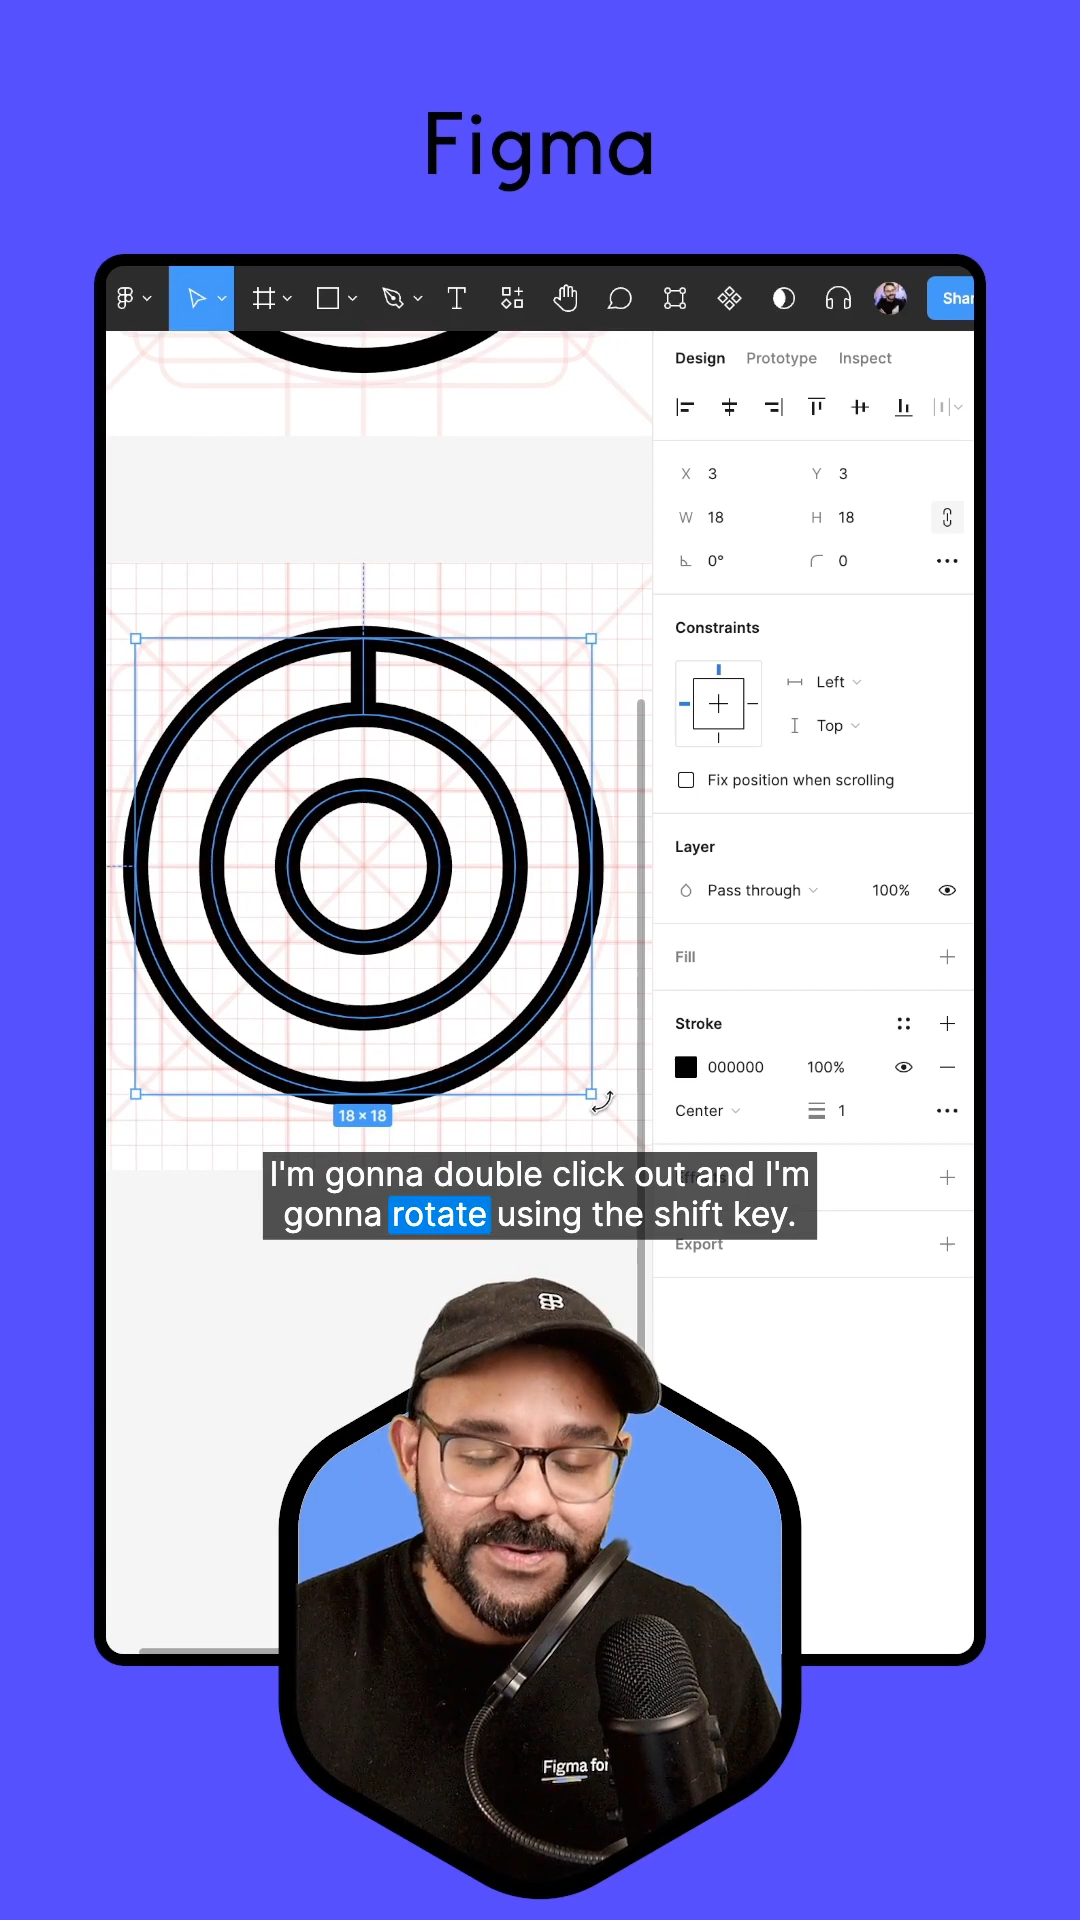 Figma
Shar
Design Prototype Inspect
X 3 Y 3
W 18 H 18
0° 0
Constraints
Left
Top
Fix position when scrolling
Layer
Pass through 100%
Fill
Stroke
000000 100%
Center 1
18 × 18
I'm gonna double click out and I'm
gonna rotate using the shift key.
Export
Figma for